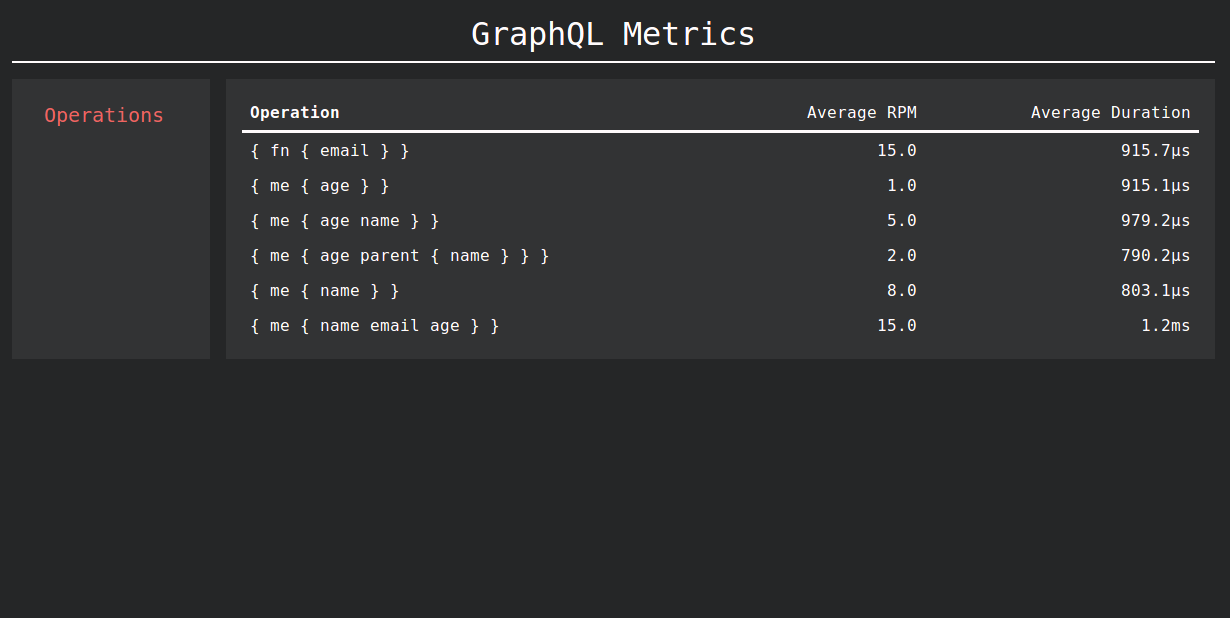 GraphQL Metrics
Operations
Operation Average RPM Average Duration
{ fn { email } } 15.0 915.7µs
{ me { age } } 1.0 915.1µs
{ me { age name } } 5.0 979.2µs
{ me { age parent { name } } } 2.0 790.2µs
{ me { name } } 8.0 803.1µs
{ me { name email age } } 15.0 1.2ms